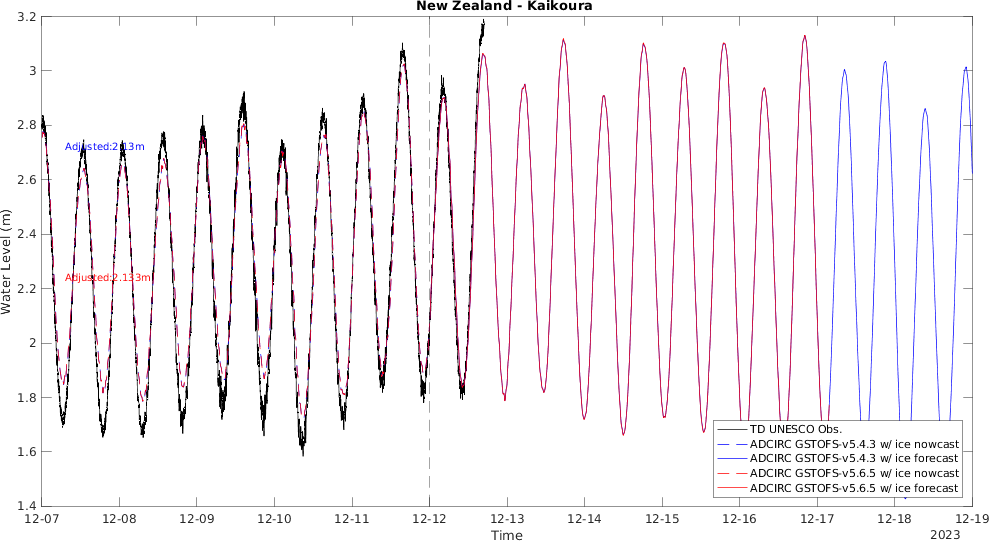 New Zealand - Kaikoura
3.2
3
2.8
2.6
2.4
2.2
2
1.8
1.6
1.4
Water Level (m)
Adjusted:2.13m
Adjusted:2.133m
TD UNESCO Obs.
ADCIRC GSTOFS-v5.4.3 w/ ice nowcast
ADCIRC GSTOFS-v5.4.3 w/ ice forecast
ADCIRC GSTOFS-v5.6.5 w/ ice nowcast
ADCIRC GSTOFS-v5.6.5 w/ ice forecast
12-07 12-08 12-09 12-10 12-11 12-12 12-13 12-14 12-15 12-16 12-17 12-18 12-19
Time
2023